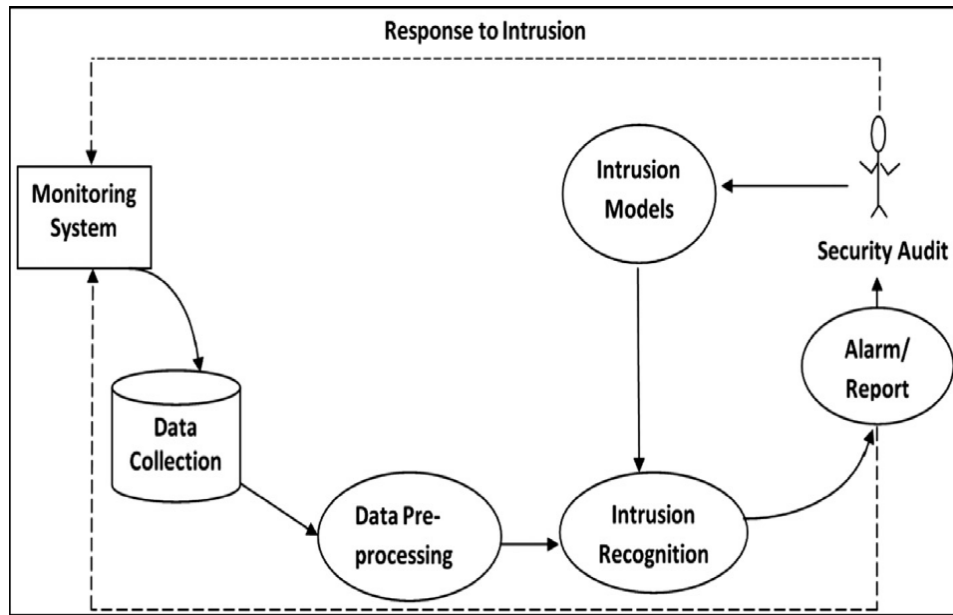 Response to Intrusion
Monitoring
System
Intrusion
Models
Security Audit
Alarm/
Report
Data
Collection
Data Pre-
processing
Intrusion
Recognition